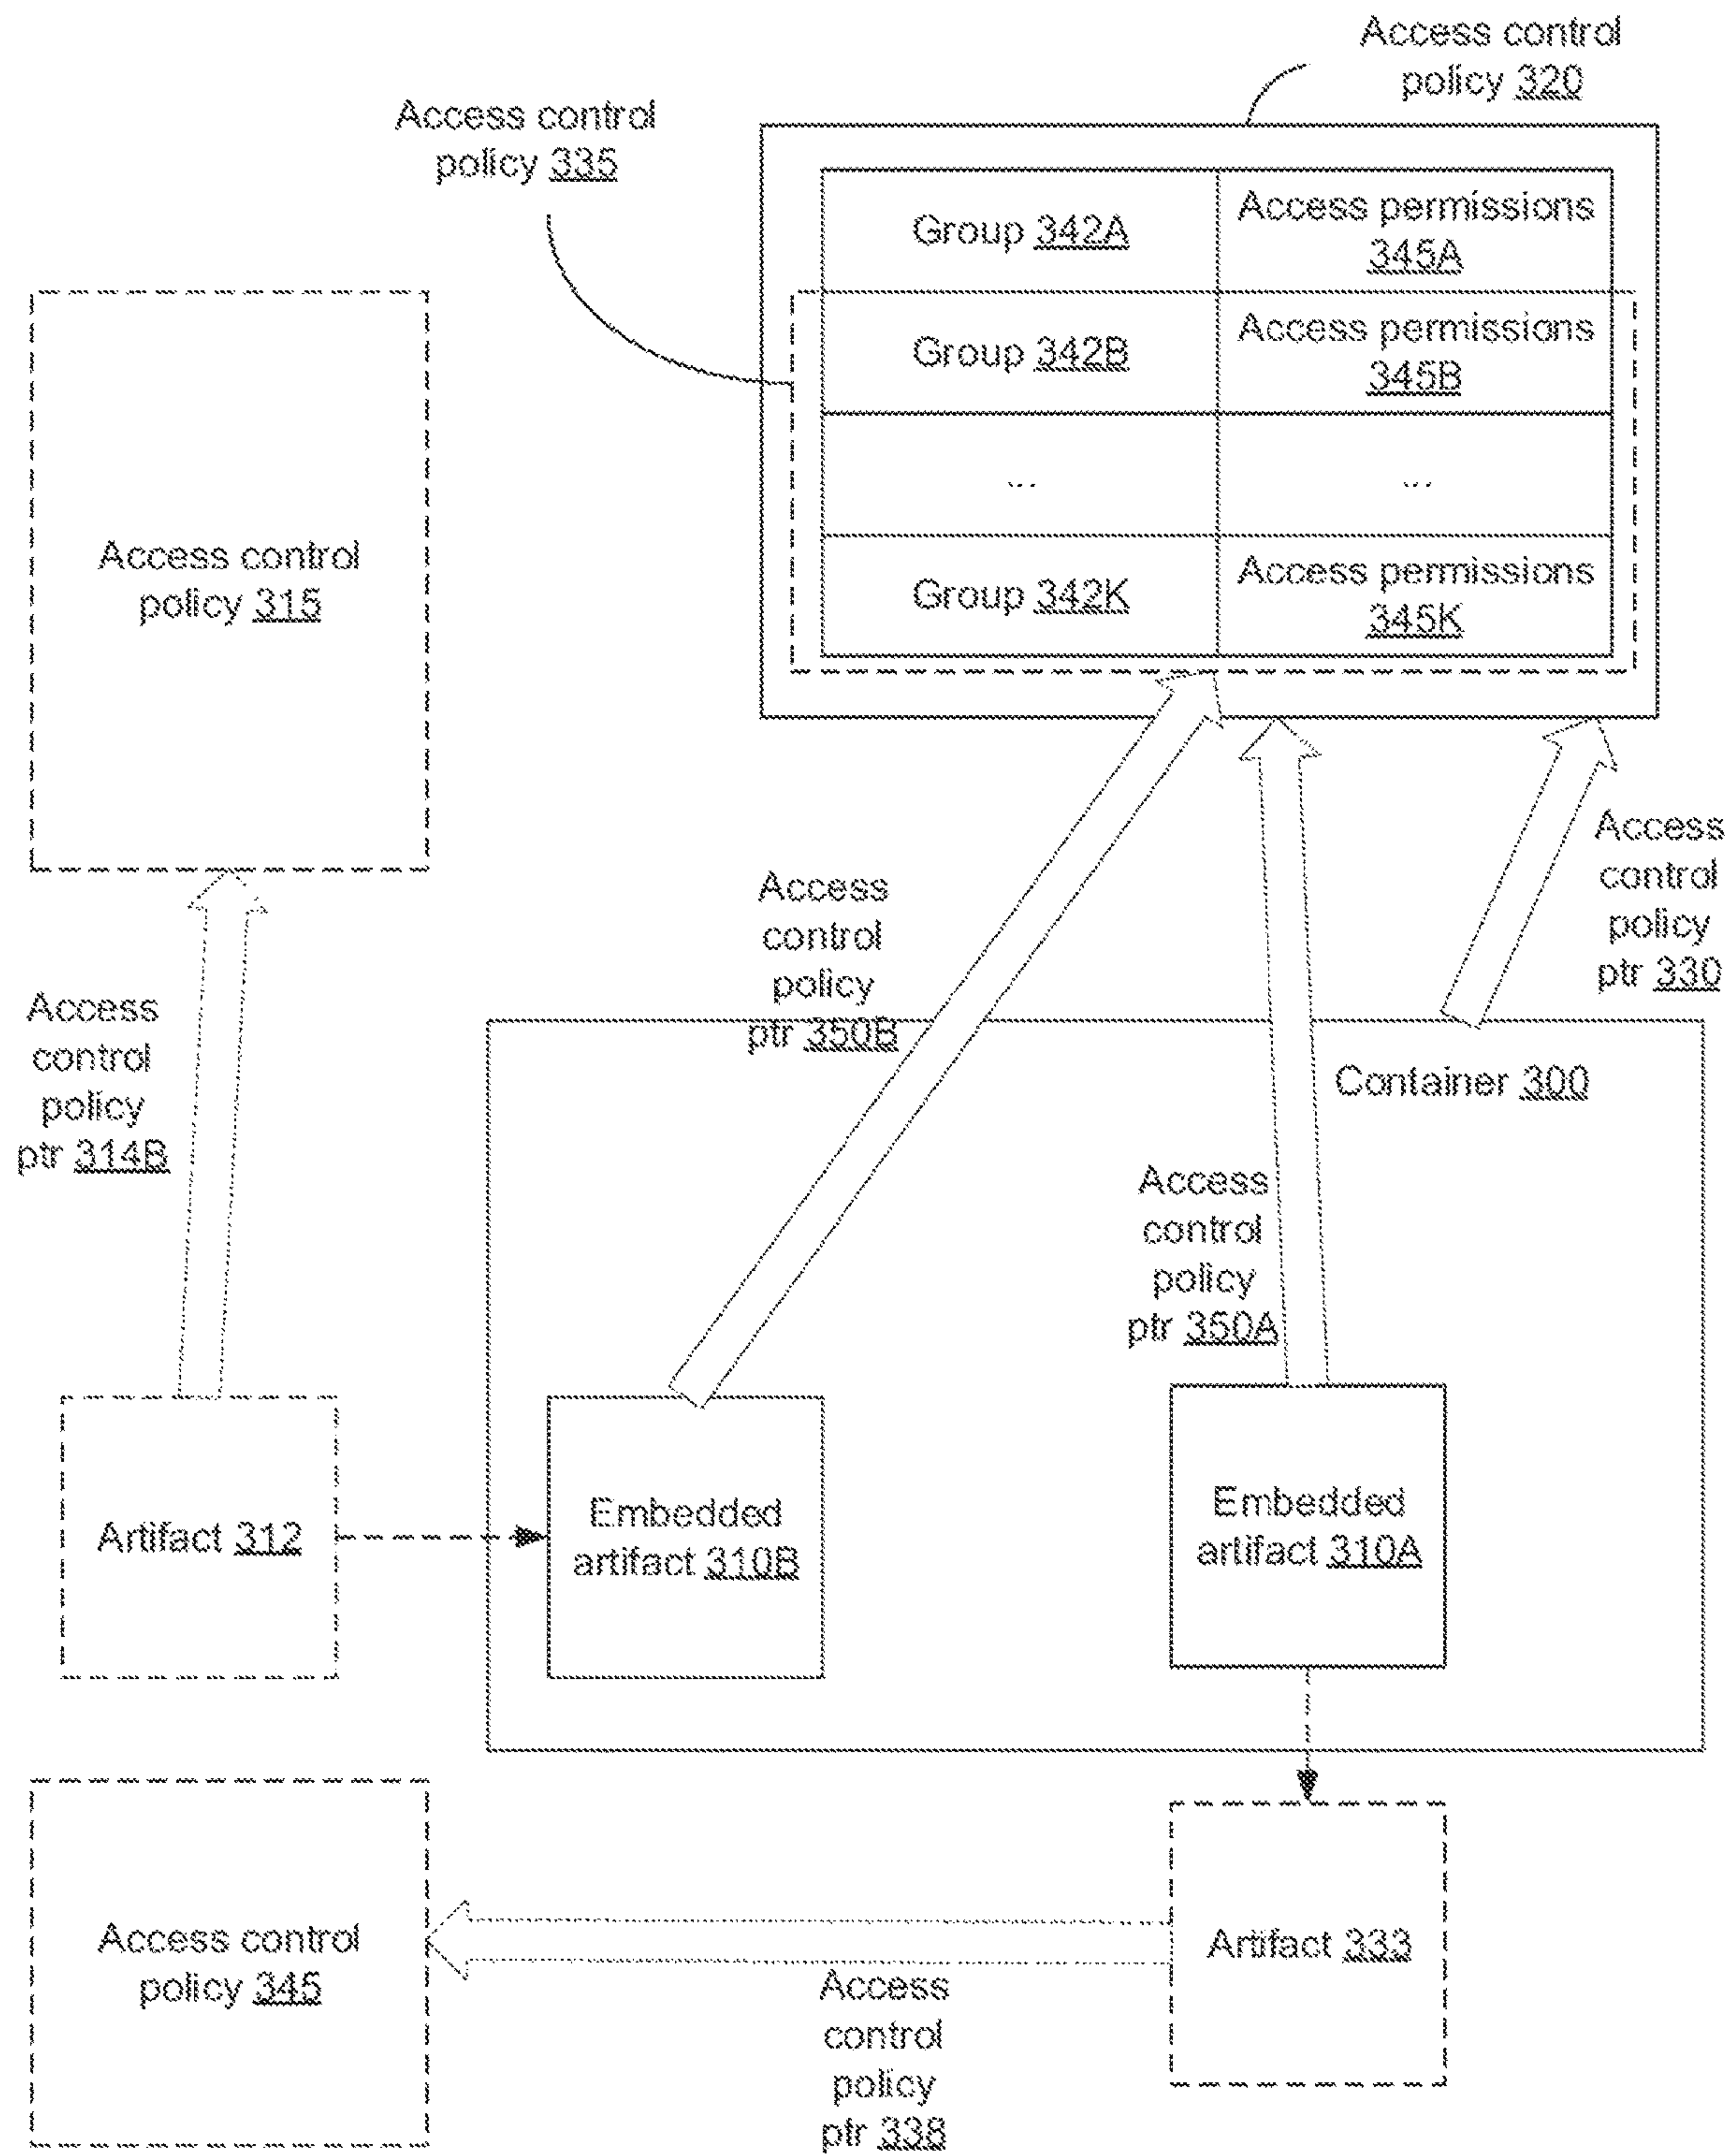 Access control
policy 320
Access control
policy 335
Group 342A
Access permissions
345A
Group 342B
Access permissions
345B
...
...
Group 342K
Access permissions
345K
Access control
policy 315
Access
control
policy
ptr 330
Access
control
policy
ptr 350B
Access
control
policy
ptr 314B
Container 300
Access
control
policy
ptr 350A
Artifact 312
Embedded
artifact 310B
Embedded
artifact 310A
Access control
policy 345
Artifact 333
Access
control
policy
ptr 338